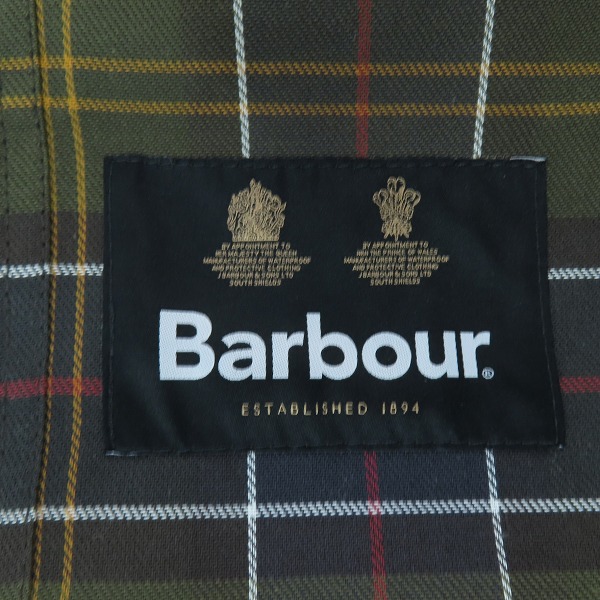 BY APPOINTMENT TO
HER MAJESTY THE QUEEN
MANUFACTURERS OF WATERPROOF
AND PROTECTIVE CLOTHING
J BARBOUR & SONS LTD
SOUTH SHIELDS
BY APPOINTMENT TO
HRH THE PRINCE OF WALES
MANUFACTURERS OF WATERPROOF
AND PROTECTIVE CLOTHING
J BARBOUR & SONS LTD
SOUTH SHIELDS
Barbour®
ESTABLISHED 1894